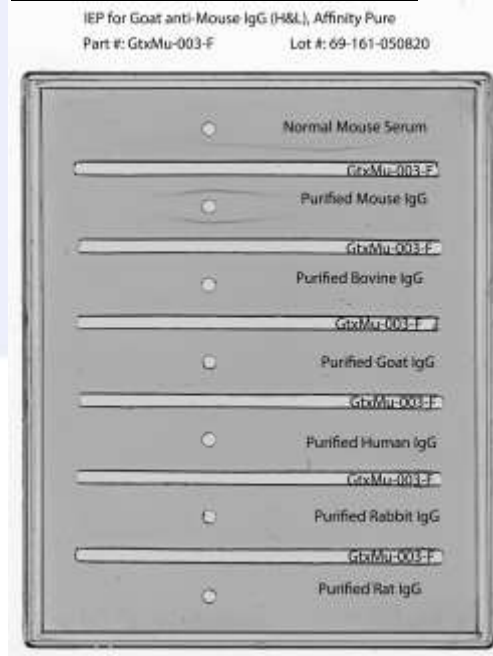 IEP for Goat anti-Mouse IgG (H&L), Affinity Pure
Part #: GtxMu-003-F Lot #: 69-161-050820
Normal Mouse Serum
GtxMu-003-F
Purified Mouse IgG
GtxMu-003-F
Purified Bovine IgG
GtxMu-003-F
Purified Goat IgG
GtxMu-003-F
Purified Human IgG
GtxMu-003-F
Purified Rabbit IgG
GtxMu-003-F
Purified Rat IgG